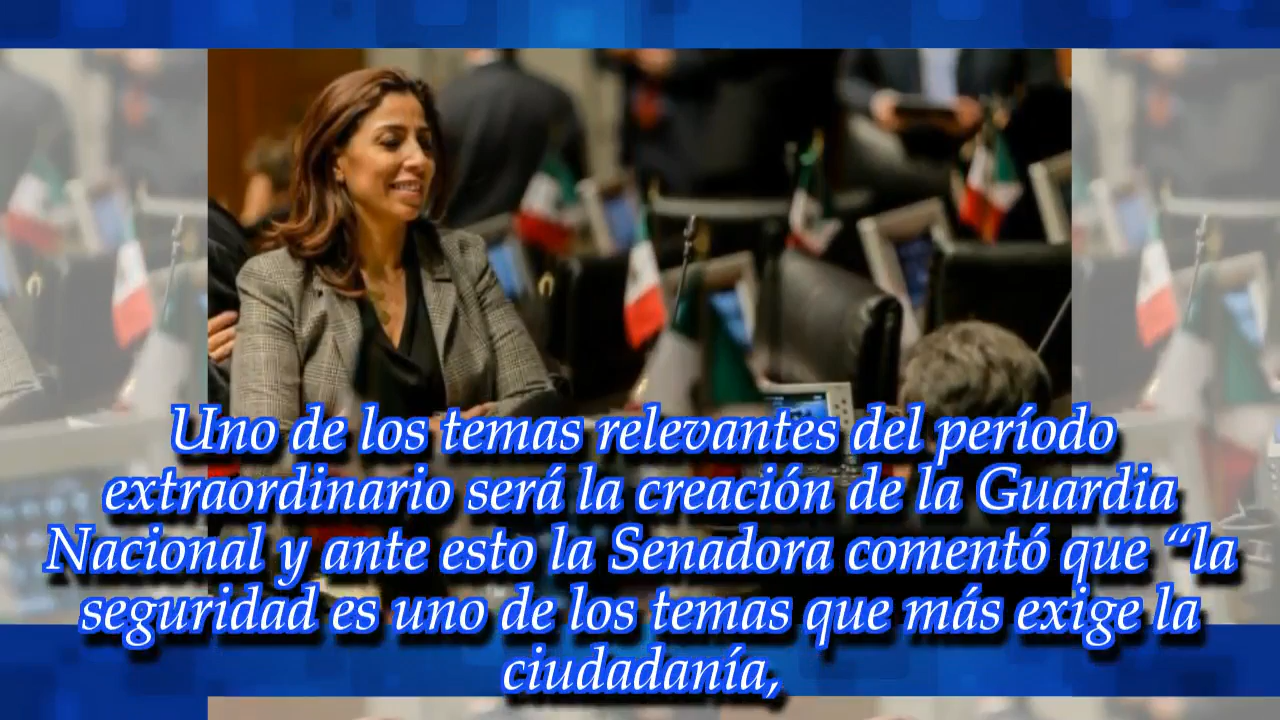 Uno de los temas relevantes del período
extraordinario será la creación de la Guardia
Nacional y ante esto la Senadora comentó que “la
seguridad es uno de los temas que más exige la
ciudadanía,